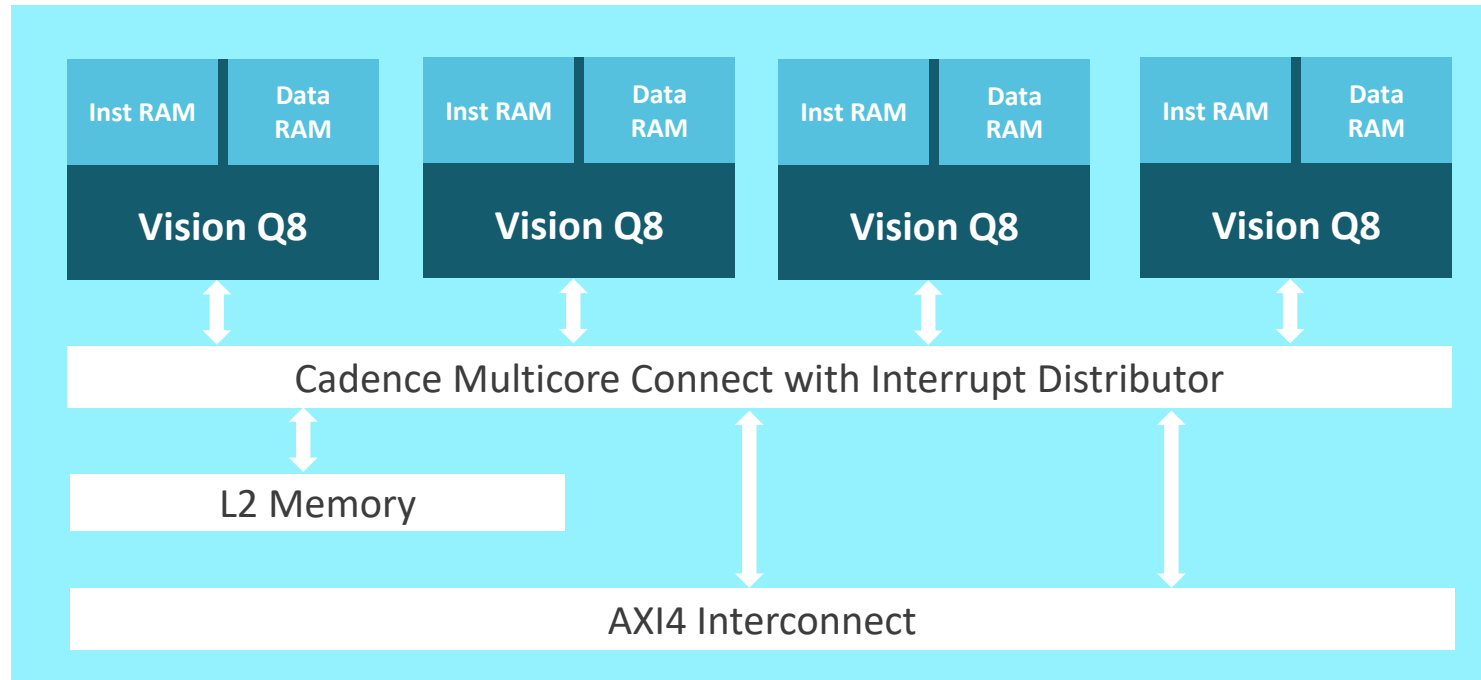 Inst RAM
Data
RAM
Vision Q8
Inst RAM
Data
RAM
Vision Q8
Inst RAM
Data
RAM
Vision Q8
Inst RAM
Data
RAM
Vision Q8
Cadence Multicore Connect with Interrupt Distributor
L2 Memory
AXI4 Interconnect